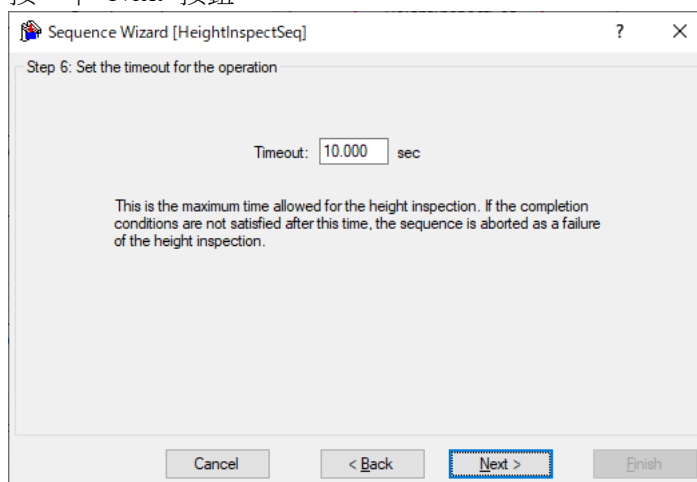 Sequence Wizard [HeightInspectSeq]
Step 6: Set the timeout for the operation
Timeout: 10.000 sec
This is the maximum time allowed for the height inspection. If the completion
conditions are not satisfied after this time, the sequence is aborted as a failure
of the height inspection.
Cancel < Back Next > Finish